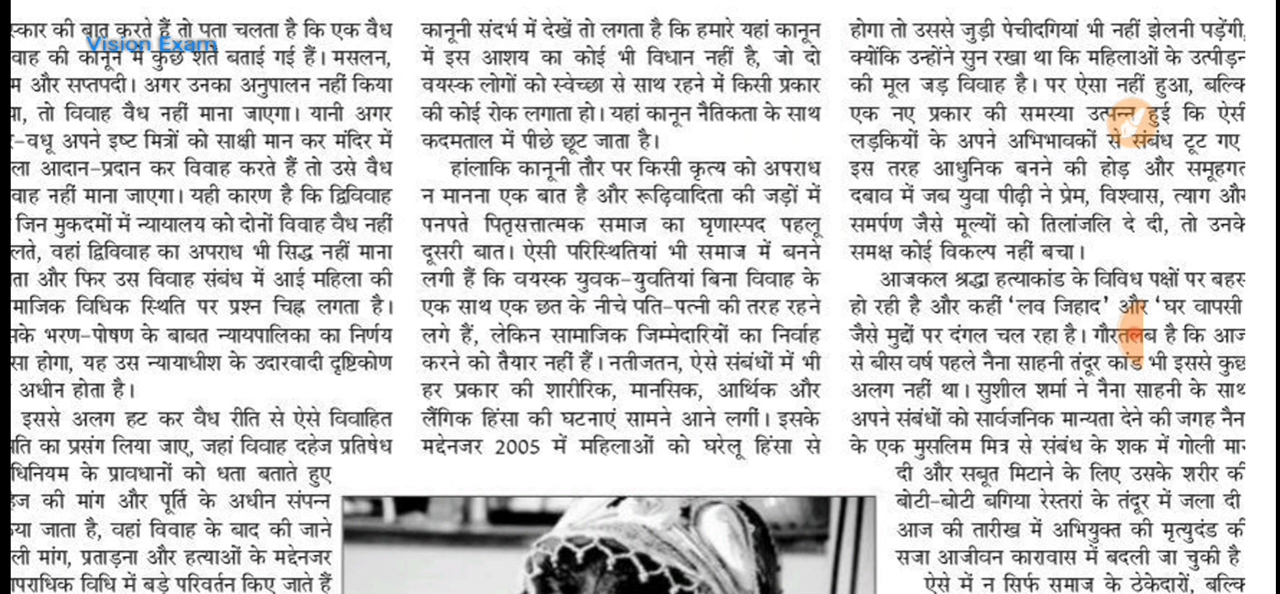 स्कार की बात करते हैं तो पता चलता है कि एक वैध
Vision Exam
वाह की कानून में कुछ शर्तें बताई गई हैं। मसलन,
म और सप्तपदी। अगर उनका अनुपालन नहीं किया
या, तो विवाह वैध नहीं माना जाएगा। यानी अगर
र-वधू अपने इष्ट मित्रों को साक्षी मान कर मंदिर में
ला आदान-प्रदान कर विवाह करते हैं तो उसे वैध
वाह नहीं माना जाएगा। यही कारण है कि द्विविवाह
जिन मुकदमों में न्यायालय को दोनों विवाह वैध नहीं
लते, वहां द्विविवाह का अपराध भी सिद्ध नहीं माना
ता और फिर उस विवाह संबंध में आई महिला की
माजिक विधिक स्थिति पर प्रश्न चिह्न लगता है।
सके भरण-पोषण के बाबत न्यायपालिका का निर्णय
सा होगा, यह उस न्यायाधीश के उदारवादी दृष्टिकोण
अधीन होता है।
इससे अलग हट कर वैध रीति से ऐसे विवाहित
ति का प्रसंग लिया जाए, जहां विवाह दहेज प्रतिषेध
धिनियम के प्रावधानों को धता बताते हुए
हेज की मांग और पूर्ति के अधीन संपन्न
या जाता है, वहां विवाह के बाद की जाने
ली मांग, प्रताड़ना और हत्याओं के मद्देनजर
पराधिक विधि में बड़े परिवर्तन किए जाते हैं
कानूनी संदर्भ में देखें तो लगता है कि हमारे यहां कानून
में इस आशय का कोई भी विधान नहीं है, जो दो
वयस्क लोगों को स्वेच्छा से साथ रहने में किसी प्रकार
की कोई रोक लगाता हो। यहां कानून नैतिकता के साथ
कदमताल में पीछे छूट जाता है।
हांलाकि कानूनी तौर पर किसी कृत्य को अपराध
न मानना एक बात है और रूढ़िवादिता की जड़ों में
पनपते पितृसत्तात्मक समाज का घृणास्पद पहलू
दूसरी बात। ऐसी परिस्थितियां भी समाज में बनने
लगी हैं कि वयस्क युवक-युवतियां बिना विवाह के
एक साथ एक छत के नीचे पति-पत्नी की तरह रहने
लगे हैं, लेकिन सामाजिक जिम्मेदारियों का निर्वाह
करने को तैयार नहीं हैं। नतीजतन, ऐसे संबंधों में भी
हर प्रकार की शारीरिक, मानसिक, आर्थिक और
लैंगिक हिंसा की घटनाएं सामने आने लगीं। इसके
मद्देनजर 2005 में महिलाओं को घरेलू हिंसा से
होगा तो उससे जुड़ी पेचीदगियां भी नहीं झेलनी पड़ेंगी,
क्योंकि उन्होंने सुन रखा था कि महिलाओं के उत्पीड़न
की मूल जड़ विवाह है। पर ऐसा नहीं हुआ, बल्कि
एक नए प्रकार की समस्या उत्पन्न हुई कि ऐसी
लड़कियों के अपने अभिभावकों से संबंध टूट गए
इस तरह आधुनिक बनने की होड़ और समूहगत
दबाव में जब युवा पीढ़ी ने प्रेम, विश्वास, त्याग और
समर्पण जैसे मूल्यों को तिलांजलि दे दी, तो उनके
समक्ष कोई विकल्प नहीं बचा।
आजकल श्रद्धा हत्याकांड के विविध पक्षों पर बहस
हो रही है और कहीं 'लव जिहाद' और 'घर वापसी
जैसे मुद्दों पर दंगल चल रहा है। गौरतलब है कि आज
से बीस वर्ष पहले नैना साहनी तंदूर कांड भी इससे कुछ
अलग नहीं था। सुशील शर्मा ने नैना साहनी के साथ
अपने संबंधों को सार्वजनिक मान्यता देने की जगह नैन
के एक मुसलिम मित्र से संबंध के शक में गोली मार
दी और सबूत मिटाने के लिए उसके शरीर की
बोटी-बोटी बगिया रेस्तरां के तंदूर में जला दी
आज की तारीख में अभियुक्त की मृत्युदंड की
सजा आजीवन कारावास में बदली जा चुकी है
ऐसे में न सिर्फ समाज के ठेकेदारों, बल्कि